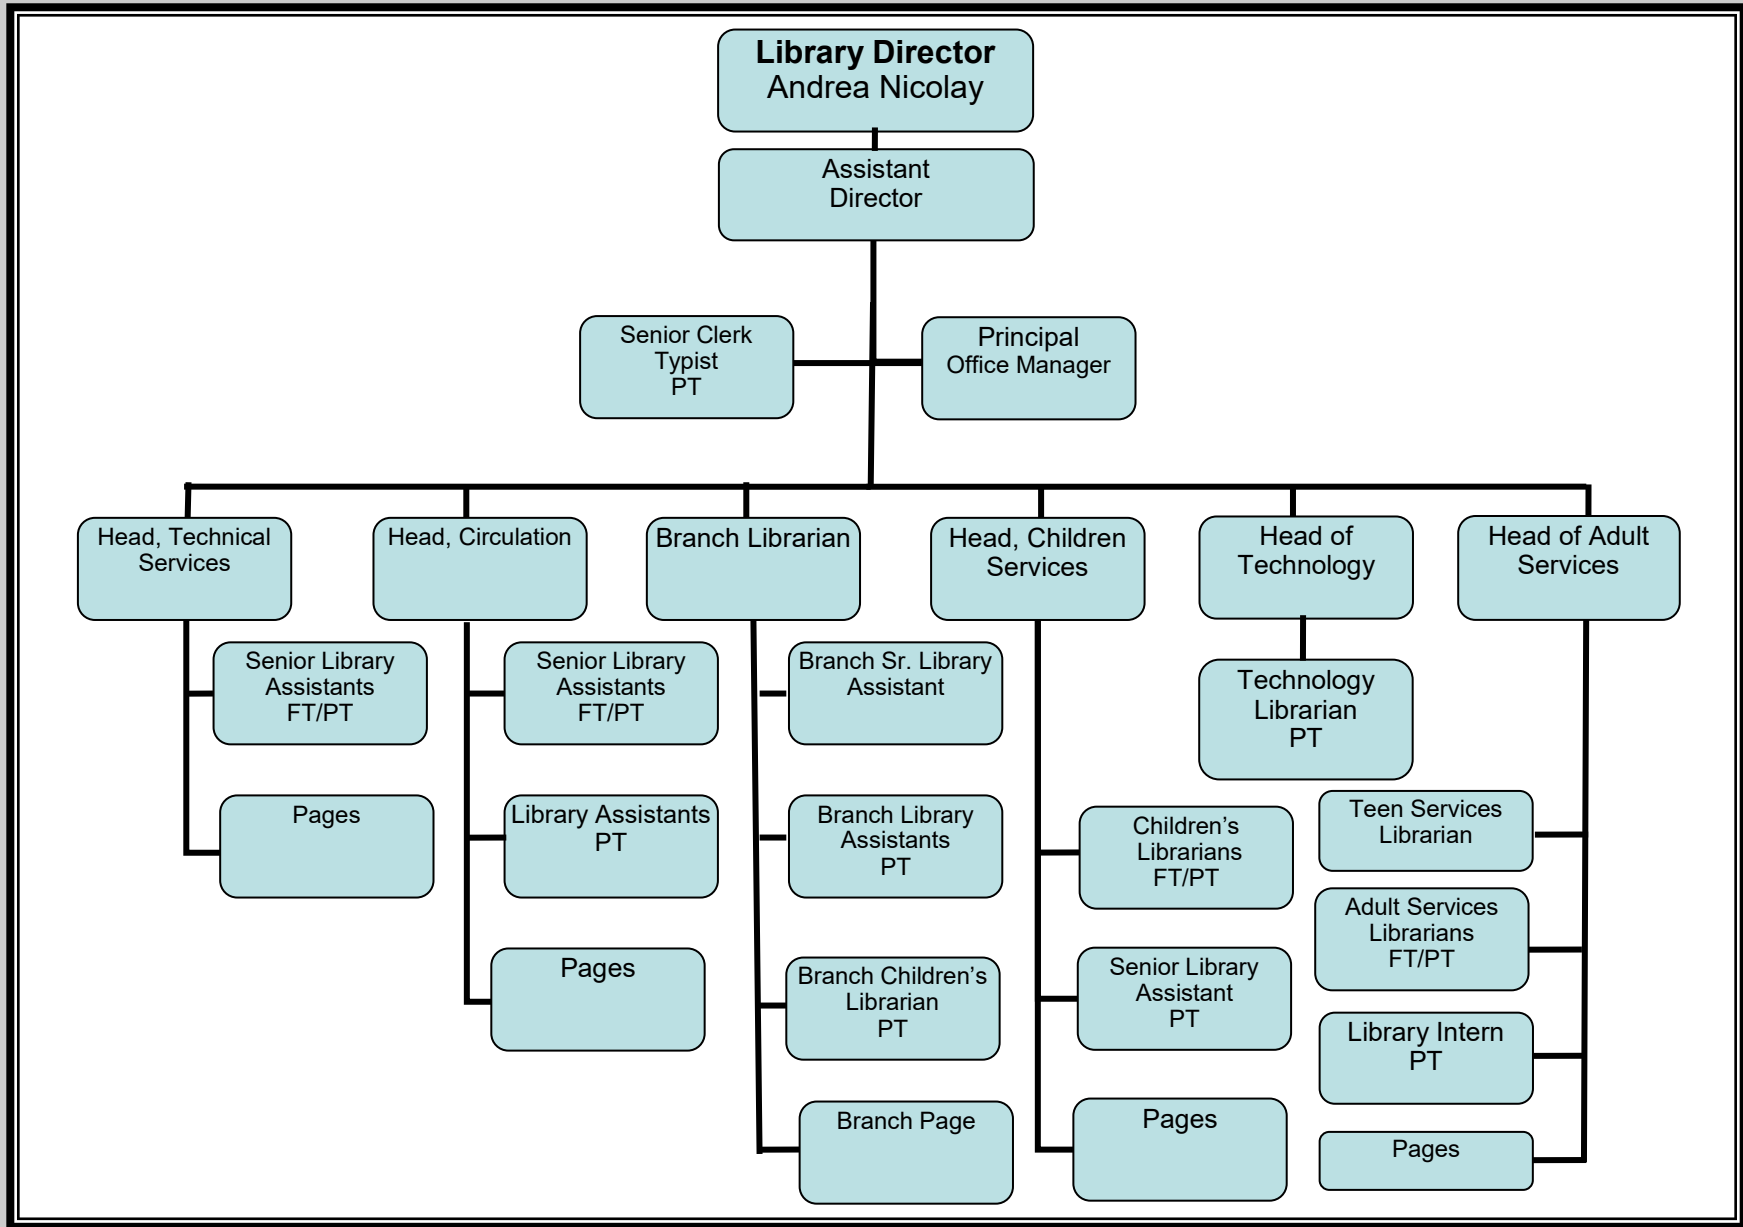 Library Director
Andrea Nicolay
Assistant
Director
Senior Clerk
Typist
PT
Principal
Office Manager
Head, Technical
Services
Head, Circulation
Branch Librarian
Head, Children
Services
Head of
Technology
Head of Adult
Services
Senior Library
Assistants
FT/PT
Pages
Senior Library
Assistants
FT/PT
Library Assistants
PT
Pages
Branch Sr. Library
Assistant
Branch Library
Assistants
PT
Branch Children’s
Librarian
PT
Branch Page
Children’s
Librarians
FT/PT
Senior Library
Assistant
PT
Pages
Technology
Librarian
PT
Teen Services
Librarian
Adult Services
Librarians
FT/PT
Library Intern
PT
Pages